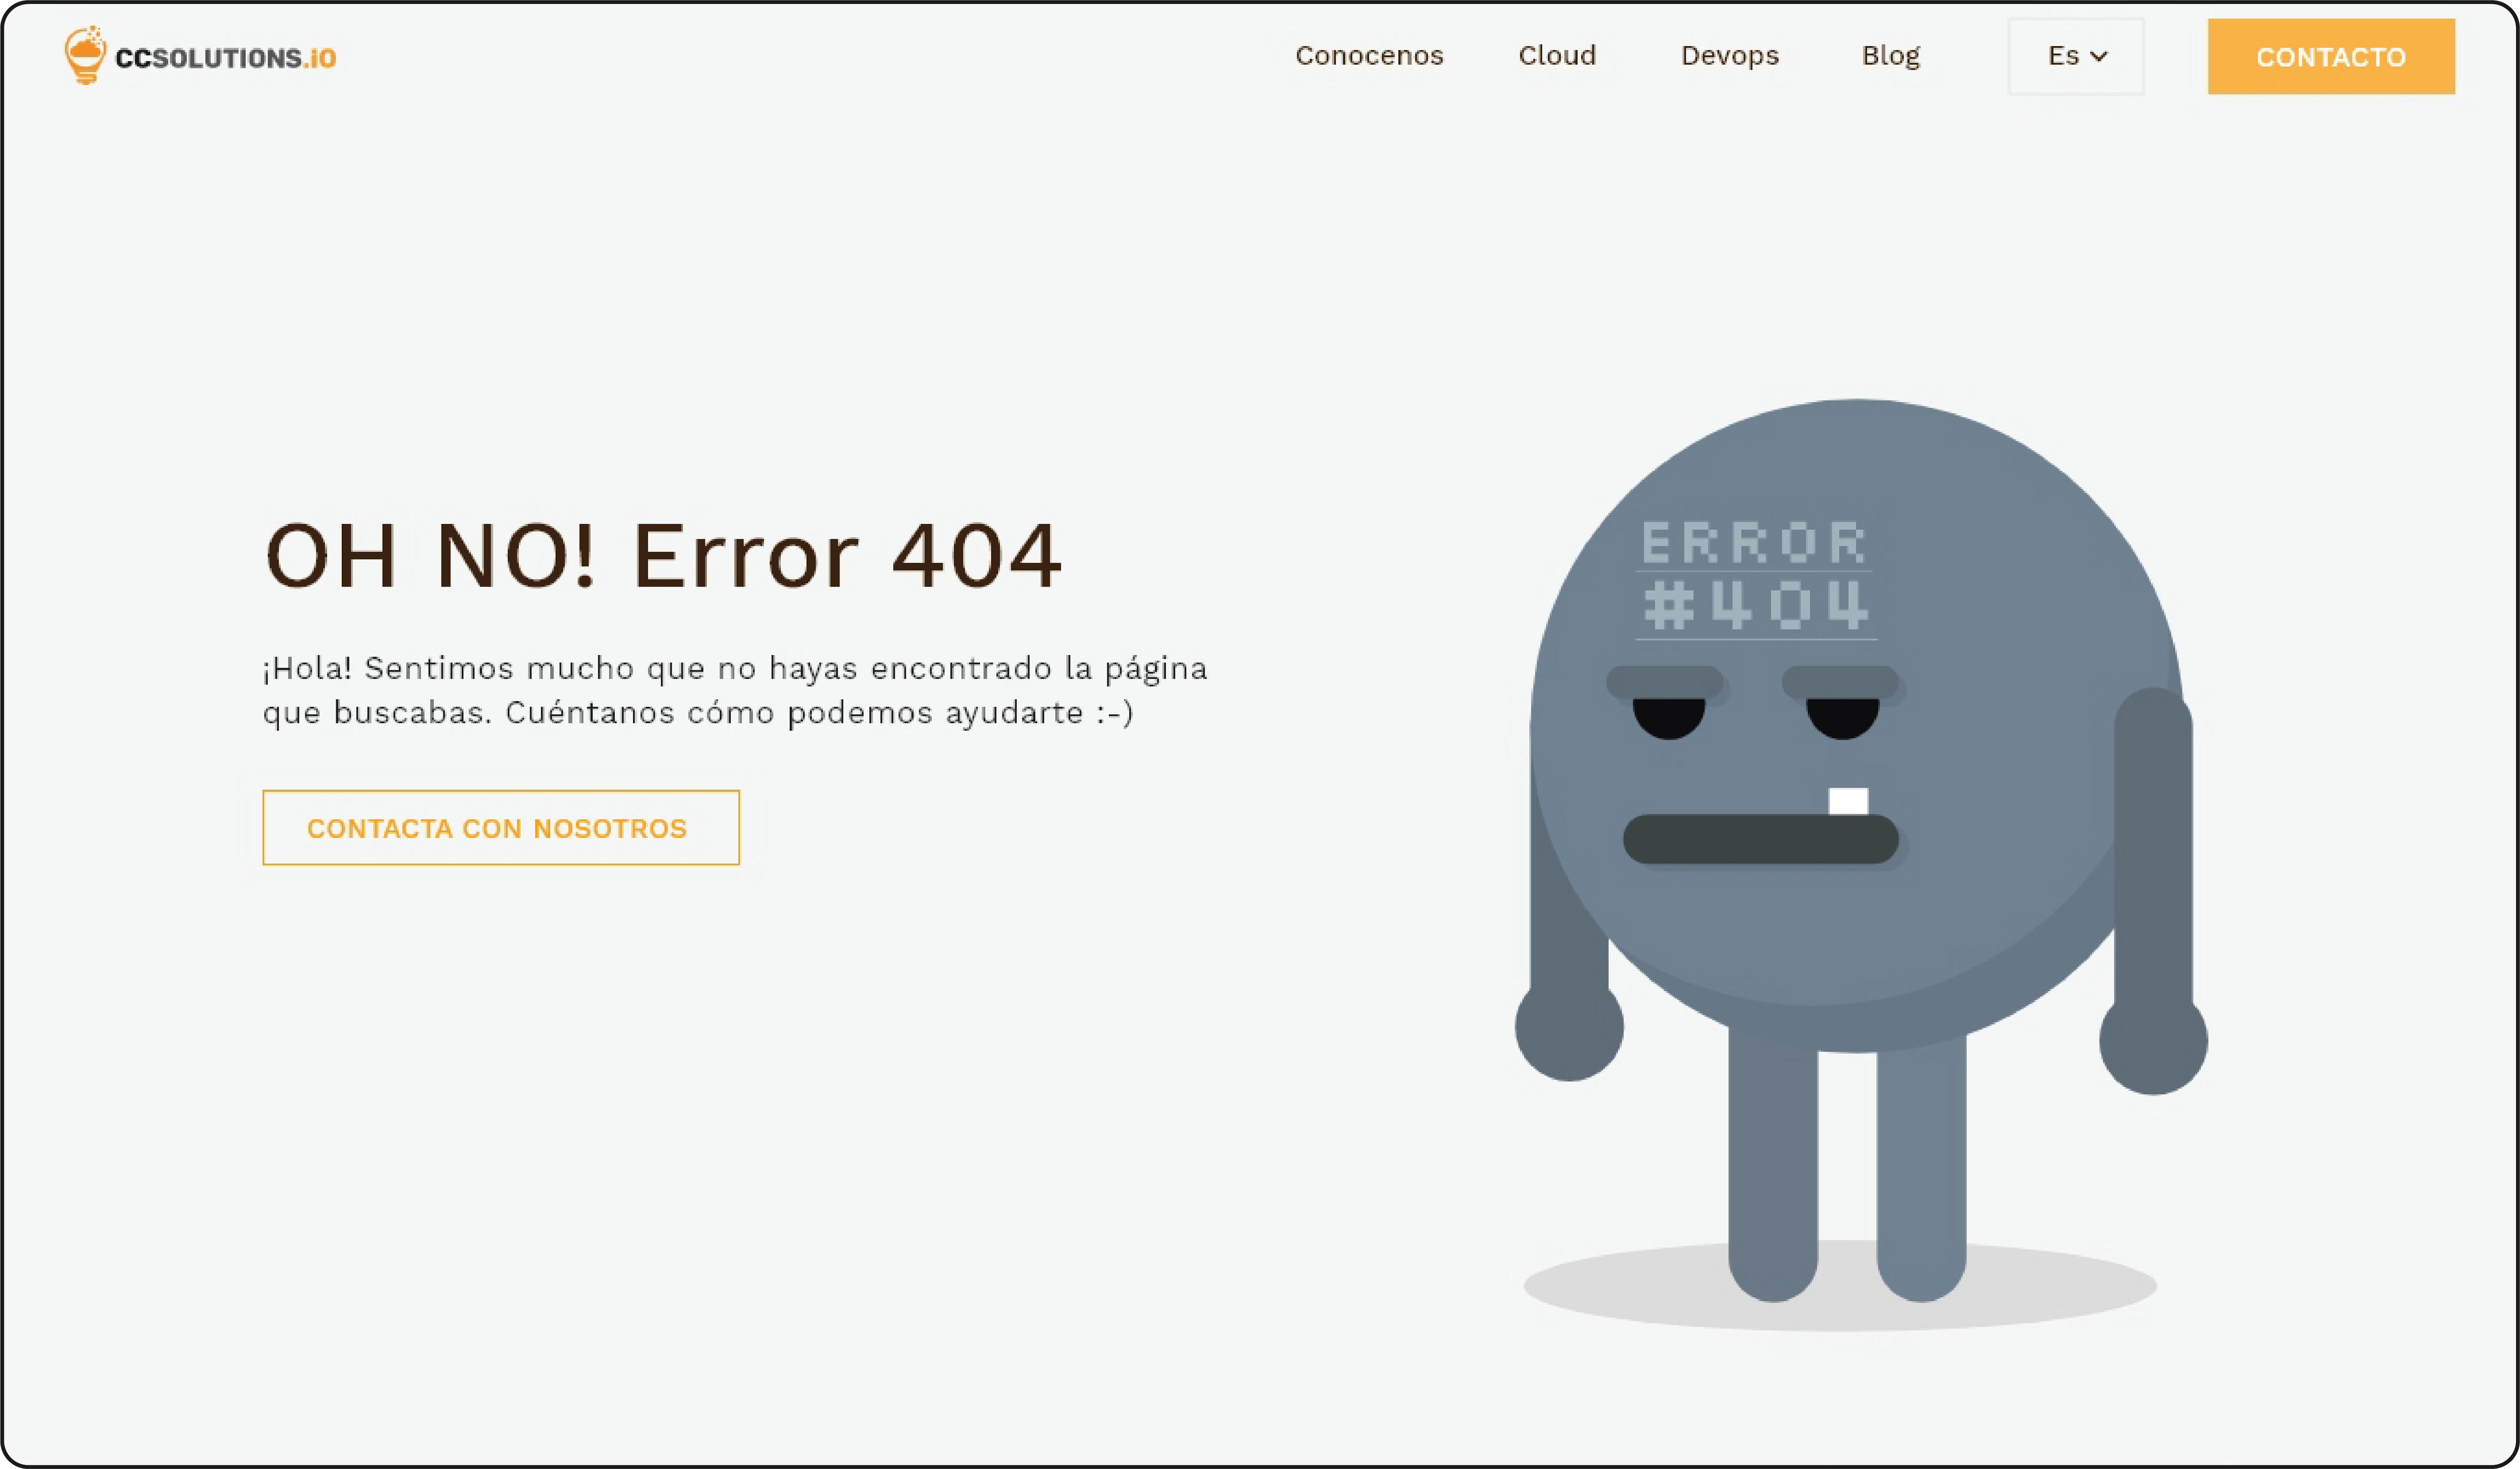 CCSOLUTIONS.iO
Conocenos
Cloud
Devops
Blog
Es
CONTACTO
OH NO! Error 404
¡Hola! Sentimos mucho que no hayas encontrado la página
que buscabas. Cuéntanos cómo podemos ayudarte :-)
CONTACTA CON NOSOTROS
ERROR
#404